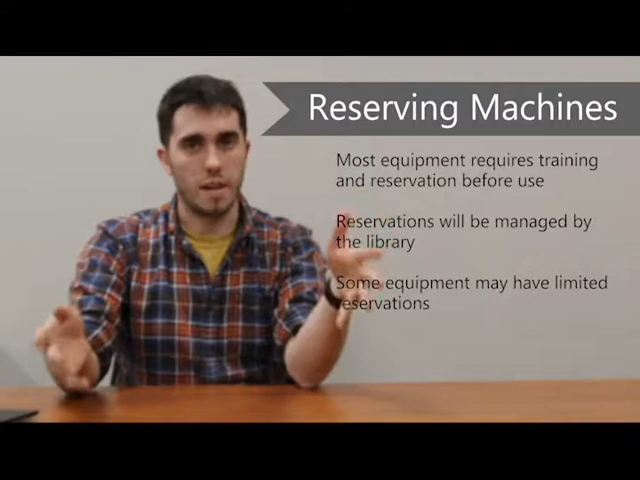 Reserving Machines
Most equipment requires training
and reservation before use
Reservations will be managed by
the library
Some equipment may have limited
reservations